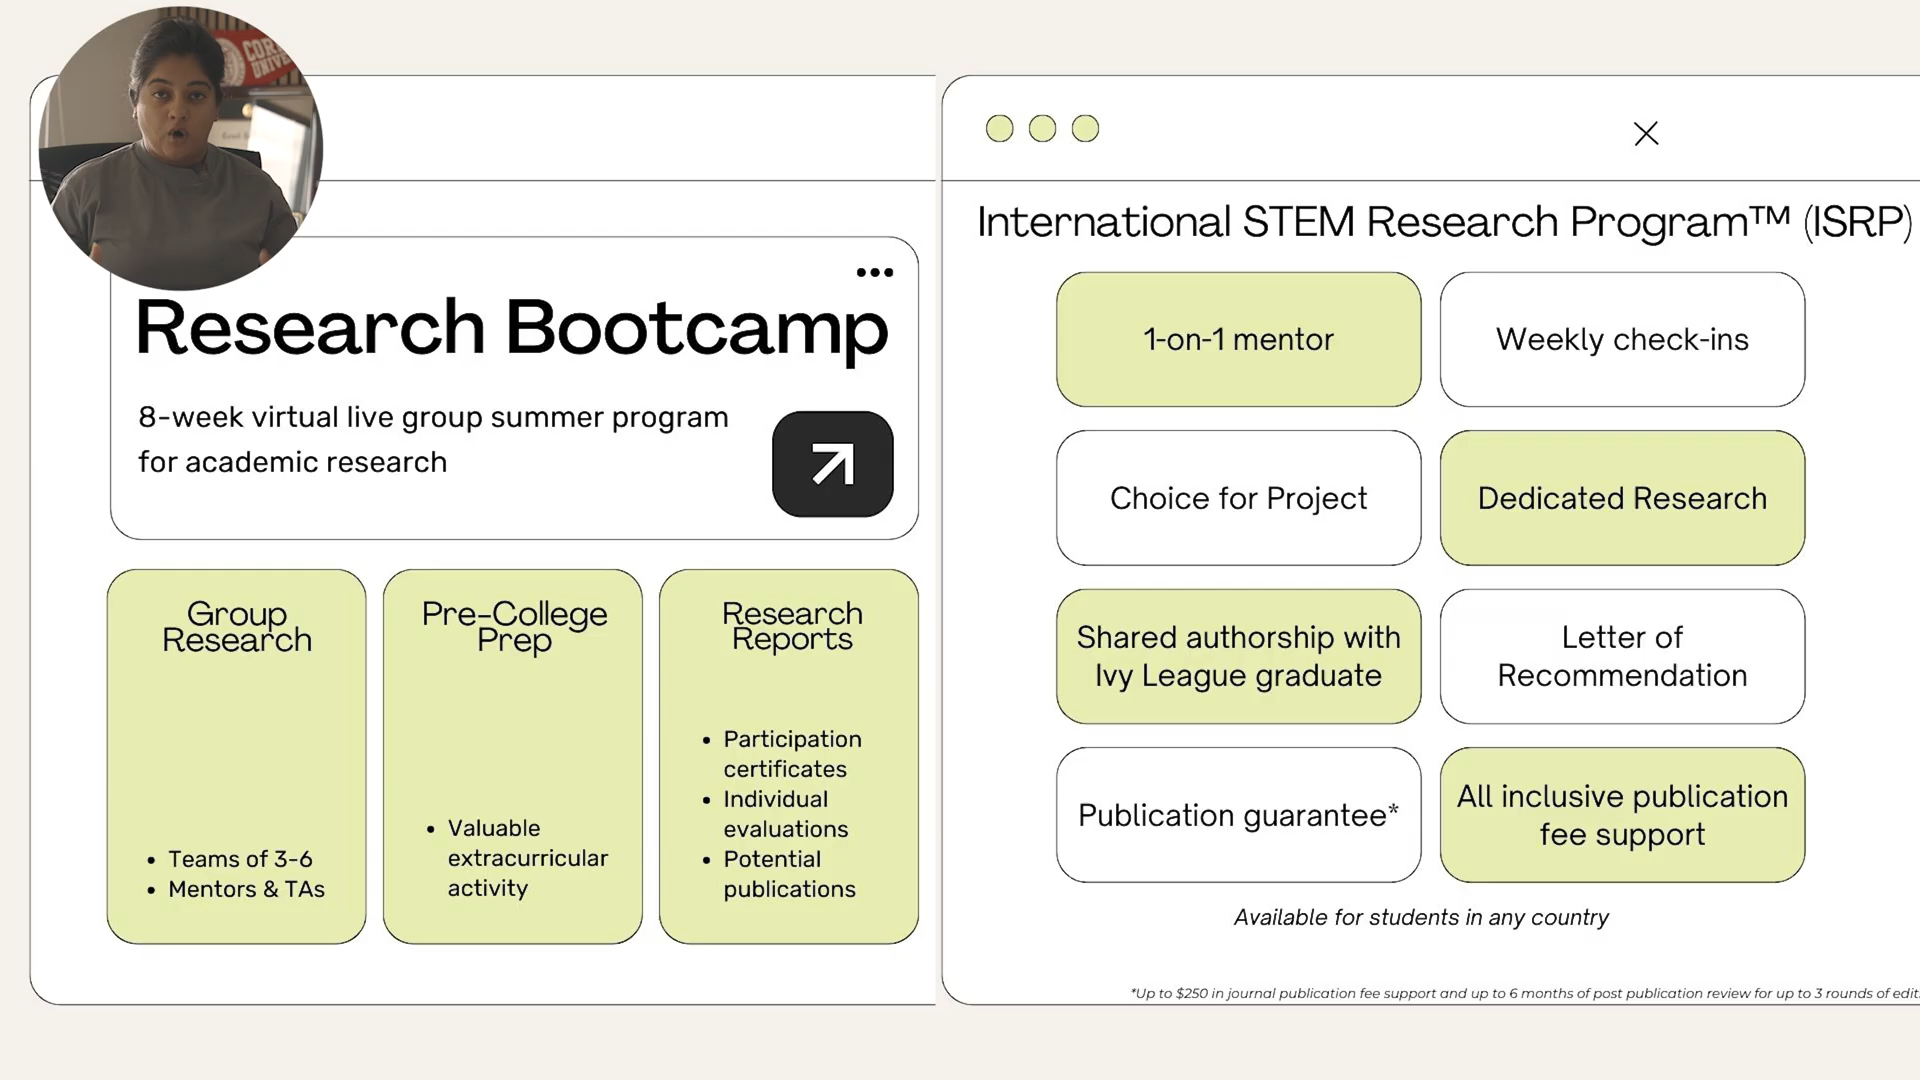 Research Bootcamp
8-week virtual live group summer program
for academic research
Group
Research
• Teams of 3-6
• Mentors & TAs
Pre-College
Prep
• Valuable
extracurricular
activity
Research
Reports
• Participation
certificates
• Individual
evaluations
• Potential
publications
International STEM Research Program™ (ISRP)
1-on-1 mentor
Weekly check-ins
Choice for Project
Dedicated Research
Shared authorship with
Ivy League graduate
Letter of
Recommendation
Publication guarantee*
All inclusive publication
fee support
Available for students in any country
*Up to $250 in journal publication fee support and up to 6 months of post publication review for up to 3 rounds of